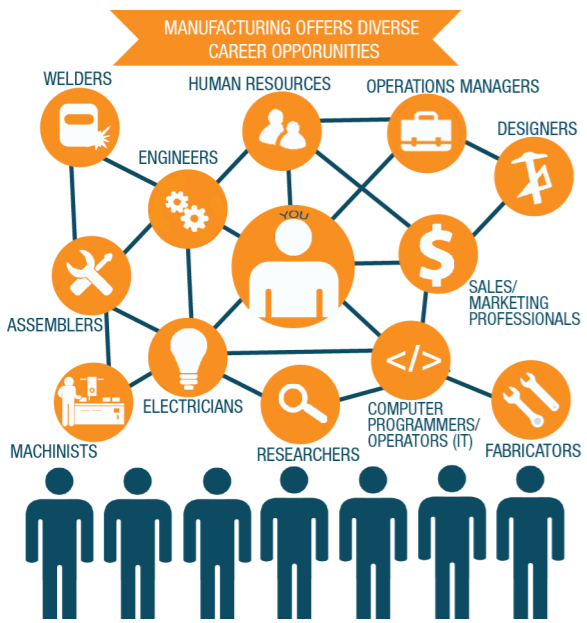 MANUFACTURING OFFERS DIVERSE
CAREER OPPORUNITIES
WELDERS
HUMAN RESOURCES
OPERATIONS MANAGERS
DESIGNERS
ENGINEERS
YOU
SALES/
MARKETING
PROFESSIONALS
ASSEMBLERS
</>
ELECTRICIANS
COMPUTER
PROGRAMMERS/
OPERATORS (IT)
MACHINISTS
RESEARCHERS
FABRICATORS